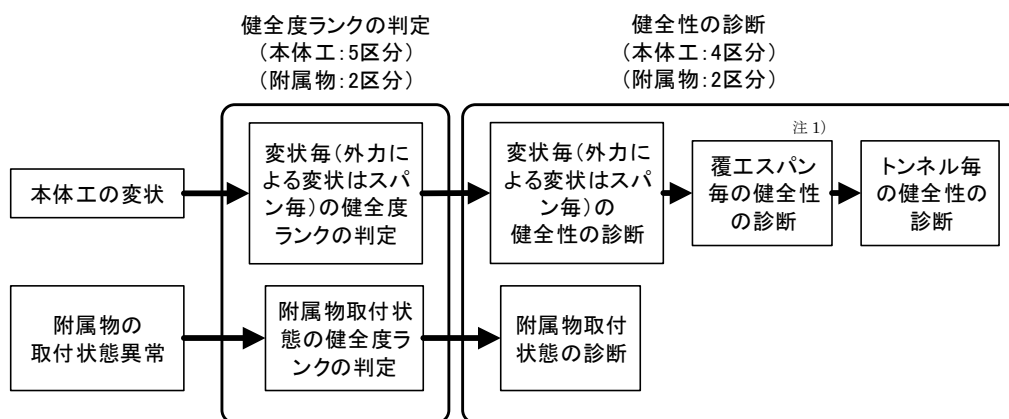 健全度ランクの判定
（本体工：5区分）
（附属物：2区分）
健全性の診断
（本体工：4区分）
（附属物：2区分）
本体工の変状
変状毎（外力に
よる変状はスパ
ン毎）の健全度
ランクの判定
変状毎（外力に
よる変状はスパ
ン毎）の
健全性の診断
注 1）
覆工スパン
毎の健全性
の診断
トンネル毎
の健全性の
診断
附属物の
取付状態異常
附属物取付状
態の健全度ラ
ンクの判定
附属物取付
状態の診断